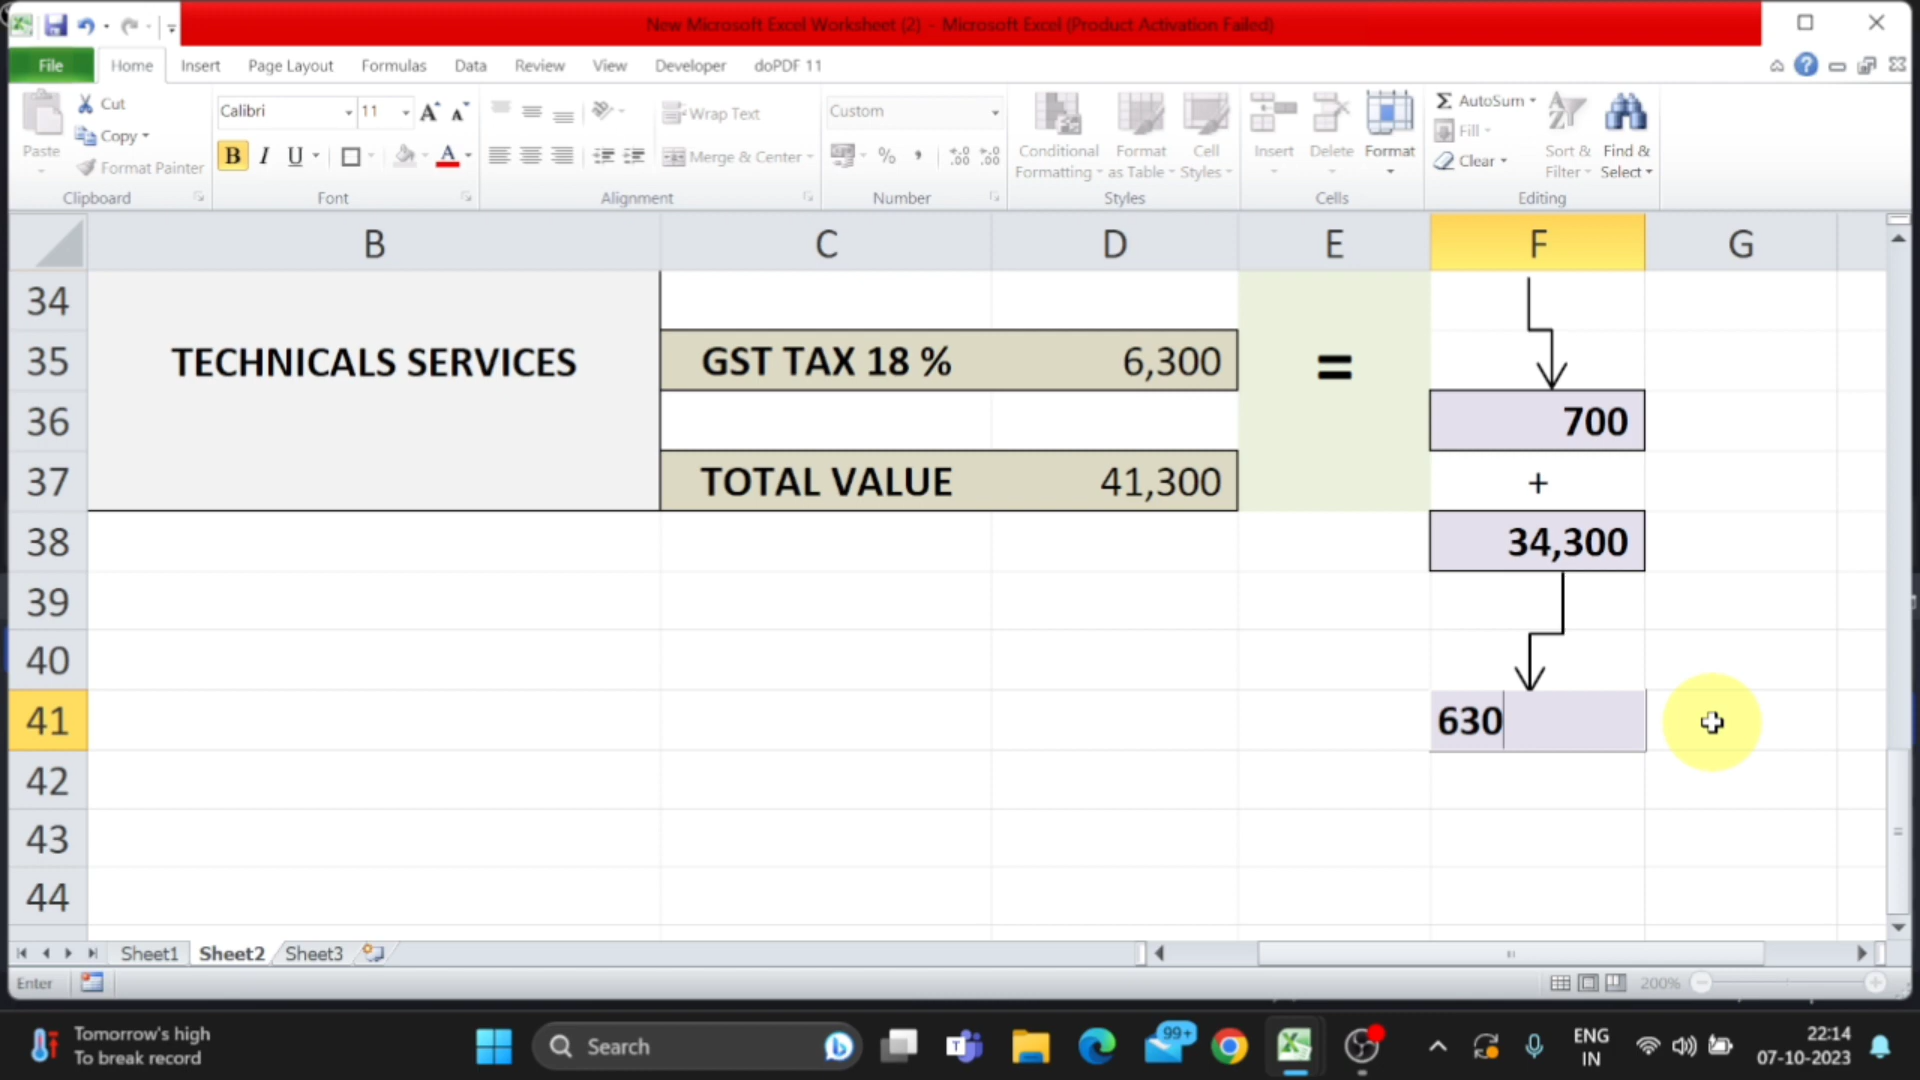 New Microsoft Excel Worksheet (2) - Microsoft Excel (Product Activation Failed)
File Home Insert Page Layout Formulas Data Review View Developer doPDF 11
Paste
Cut
Copy
Format Painter
Clipboard
Calibri 11
B I U
Font
Wrap Text
Merge & Center
Alignment
Custom
%
Number
Conditional Formatting
Format as Table
Cell Styles
Styles
Insert Delete Format
Cells
AutoSum
Fill
Clear
Sort & Filter
Find & Select
Editing
B C D E F G
34
35 TECHNICALS SERVICES GST TAX 18 % 6,300 =
36 700
37 TOTAL VALUE 41,300 +
38 34,300
39
40
41 630
42
43
44
Sheet1 Sheet2 Sheet3
Enter 200%
Tomorrow's high
To break record
Search
99+
ENG
IN
22:14
07-10-2023